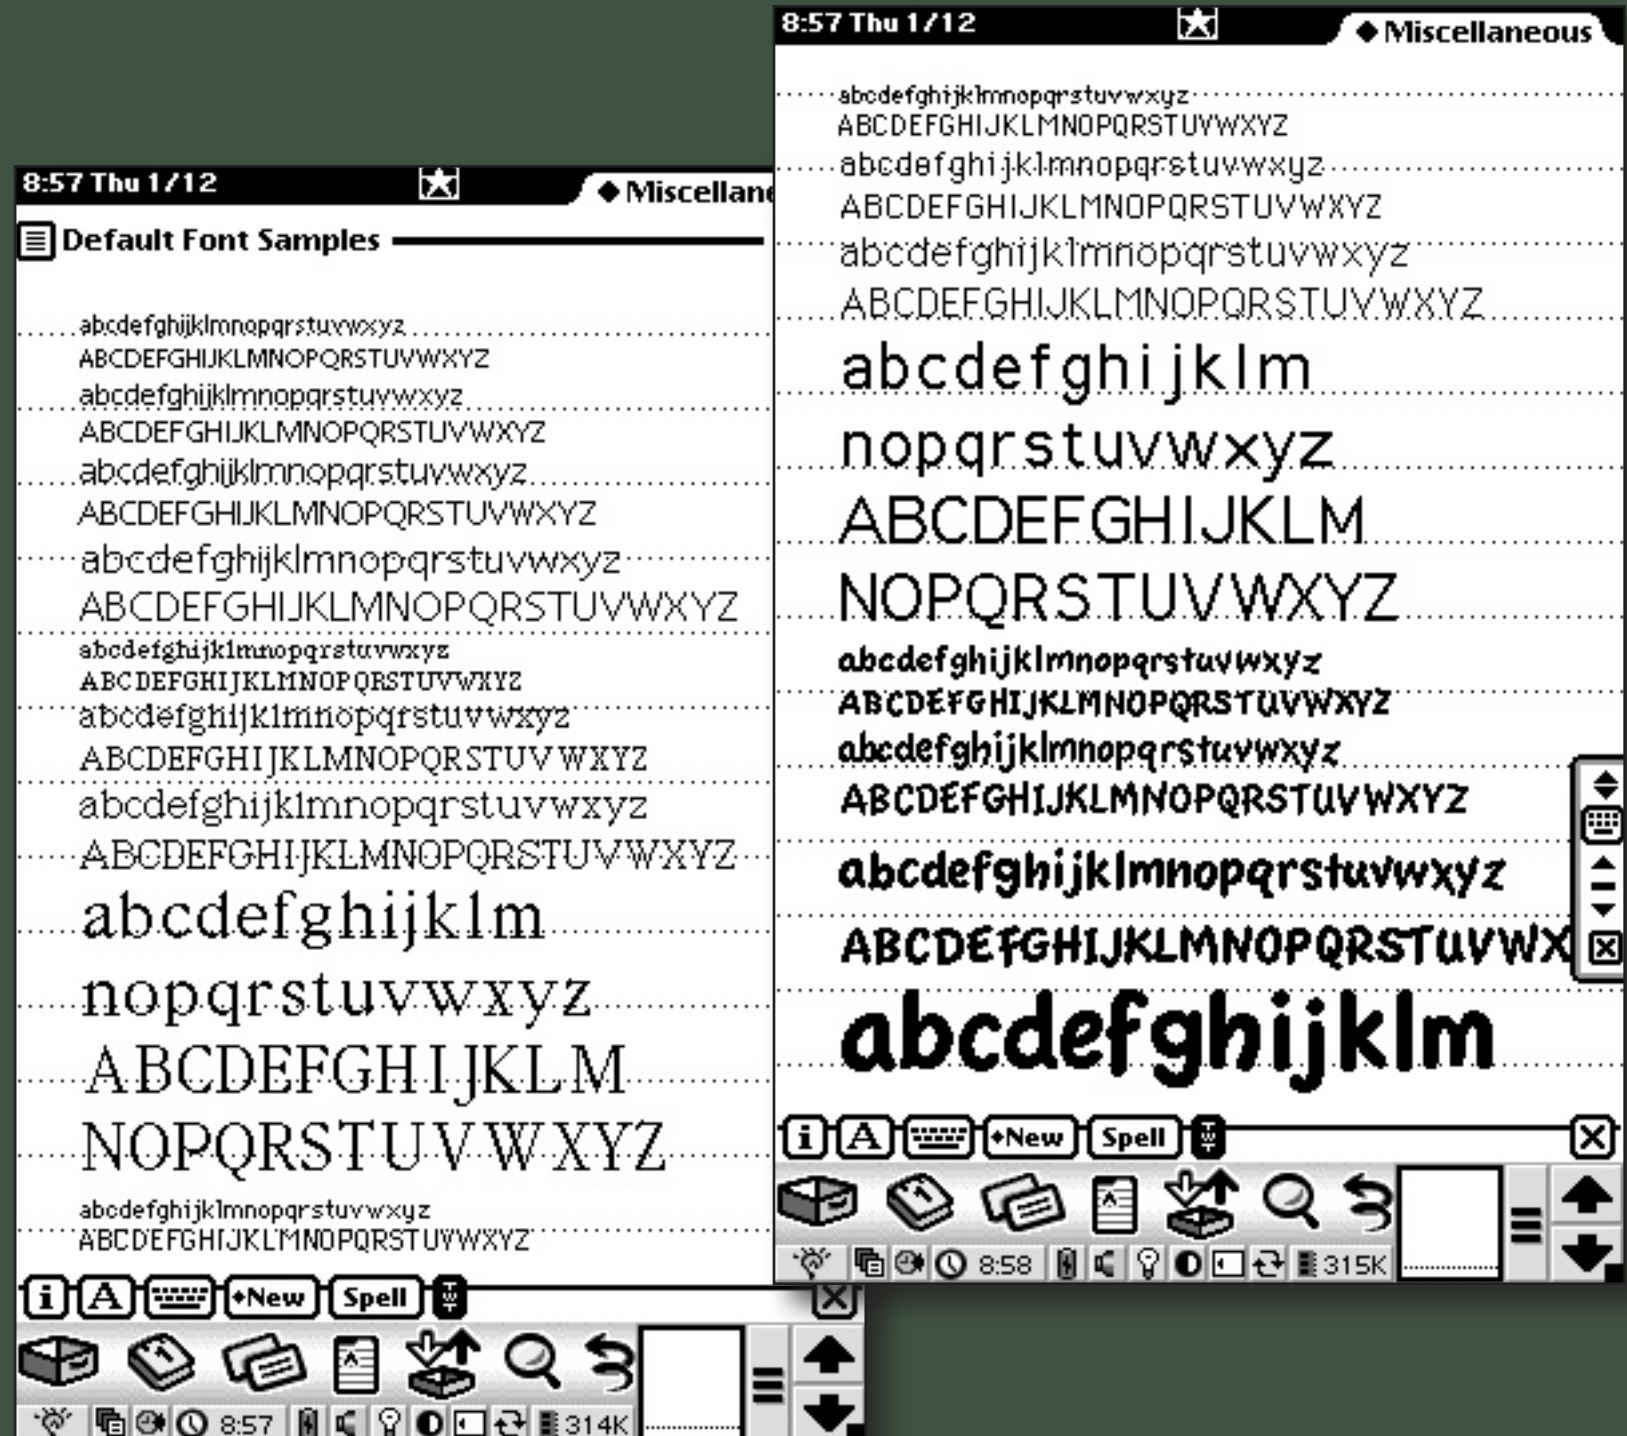 8:57 Thu 1/12
◆ Miscellane
Default Font Samples
abcdefghijklmnopqrstuvwxyz
ABCDEFGHIJKLMNOPQRSTUVWXYZ
abcdefghijklmnopqrstuvwxyz
ABCDEFGHIJKLMNOPQRSTUVWXYZ
abcdefghijklmnopqrstuvwxyz
ABCDEFGHIJKLMNOPQRSTUVWXYZ
abcdefghijklmnopqrstuvwxyz
ABCDEFGHIJKLMNOPQRSTUVWXYZ
abcdefghijklmnopqrstuvwxyz
ABCDEFGHIJKLMNOPQRSTUVWXYZ
abcdefghijklmnopqrstuvwxyz
ABCDEFGHIJKLMNOPQRSTUVWXYZ
abcdefghijklmnopqrstuvwxyz
ABCDEFGHIJKLMNOPQRSTUVWXYZ
abcdefghijklm
nopqrstuvwxyz
ABCDEFGHIJKLM
NOPQRSTUVWXYZ
abcdefghijklmnopqrstuvwxyz
ABCDEFGHIJKLMNOPQRSTUVWXYZ
i A ◆New Spell
8:57 314K
8:57 Thu 1/12
◆ Miscellaneous
abcdefghijklmnopqrstuvwxyz
ABCDEFGHIJKLMNOPQRSTUVWXYZ
abcdefghijklmnopqrstuvwxyz
ABCDEFGHIJKLMNOPQRSTUVWXYZ
abcdefghijklmnopqrstuvwxyz
ABCDEFGHIJKLMNOPQRSTUVWXYZ
abcdefghijklm
nopqrstuvwxyz
ABCDEFGHIJKLM
NOPQRSTUVWXYZ
abcdefghijklmnopqrstuvwxyz
ABCDEFGHIJKLMNOPQRSTUVWXYZ
abcdefghijklmnopqrstuvwxyz
ABCDEFGHIJKLMNOPQRSTUVWXYZ
abcdefghijklmnopqrstuvwxyz
ABCDEFGHIJKLMNOPQRSTUVWX
abcdefghijklm
i A ◆New Spell
8:58 315K